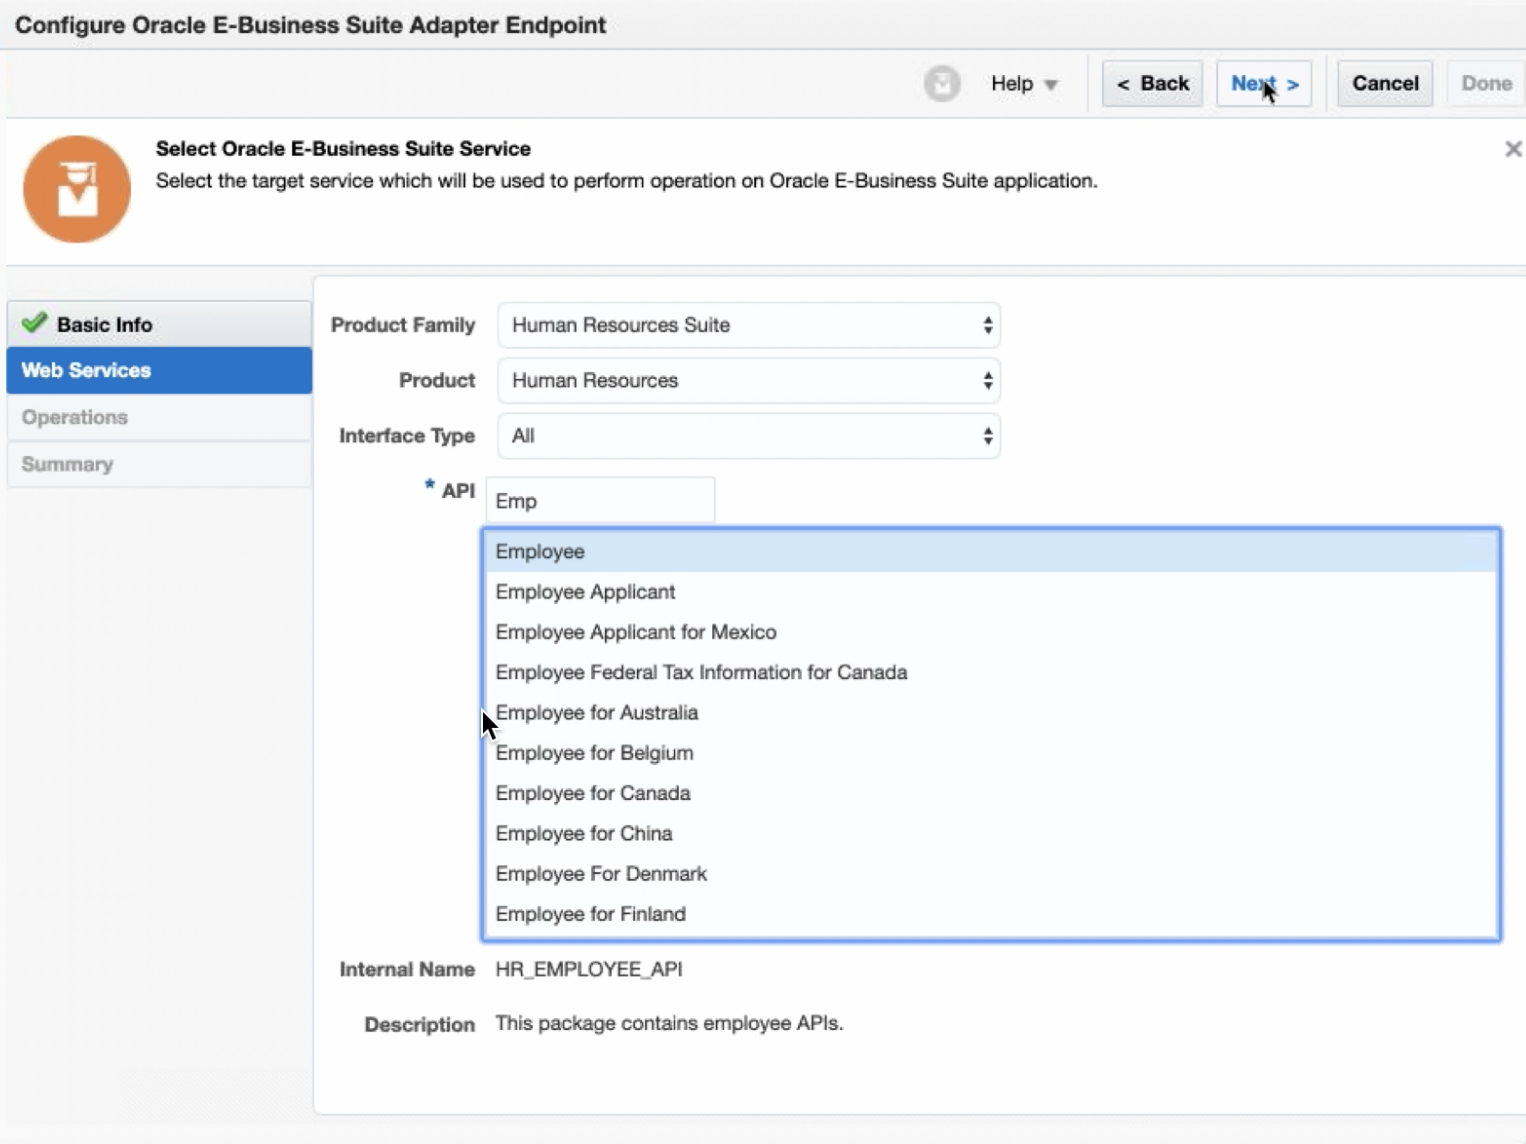 Configure Oracle E-Business Suite Adapter Endpoint
Help
< Back
Next >
Cancel
Done
Select Oracle E-Business Suite Service
Select the target service which will be used to perform operation on Oracle E-Business Suite application.
Basic Info
Web Services
Operations
Summary
Product Family Human Resources Suite
Product Human Resources
Interface Type All
* API Emp
Employee
Employee Applicant
Employee Applicant for Mexico
Employee Federal Tax Information for Canada
Employee for Australia
Employee for Belgium
Employee for Canada
Employee for China
Employee For Denmark
Employee for Finland
Internal Name HR_EMPLOYEE_API
Description This package contains employee APIs.